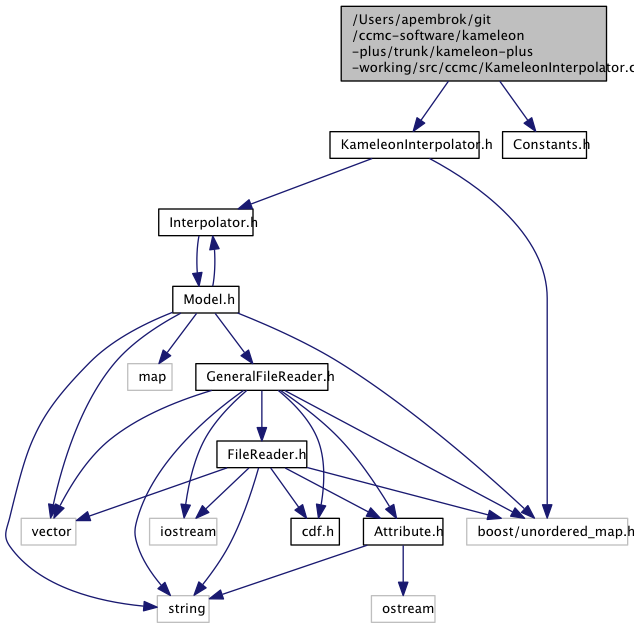 /Users/apembrok/git
/ccmc-software/kameleon
-plus/trunk/kameleon-plus
-working/src/ccmc/KameleonInterpolator.c
KameleonInterpolator.h
Constants.h
Interpolator.h
Model.h
map
GeneralFileReader.h
FileReader.h
vector
iostream
cdf.h
Attribute.h
boost/unordered_map.h
string
ostream